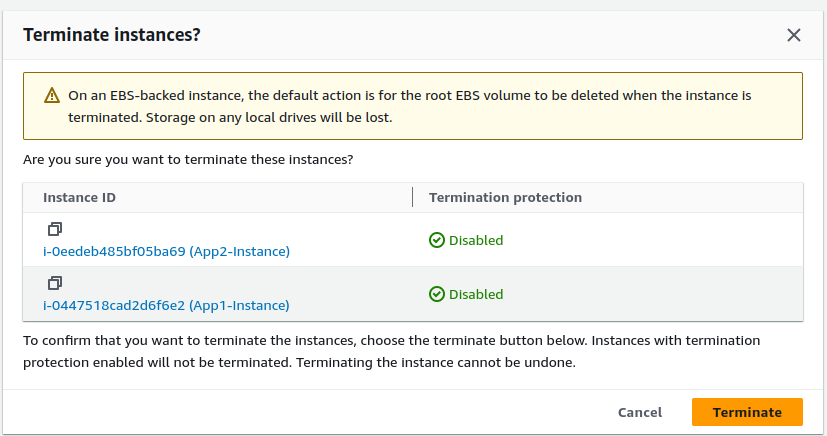 Terminate instances?
On an EBS-backed instance, the default action is for the root EBS volume to be deleted when the instance is
terminated. Storage on any local drives will be lost.
Are you sure you want to terminate these instances?
Instance ID
Termination protection
i-0eedeb485bf05ba69 (App2-Instance)
Disabled
i-0447518cad2d6f6e2 (App1-Instance)
Disabled
To confirm that you want to terminate the instances, choose the terminate button below. Instances with termination
protection enabled will not be terminated. Terminating the instance cannot be undone.
Cancel
Terminate